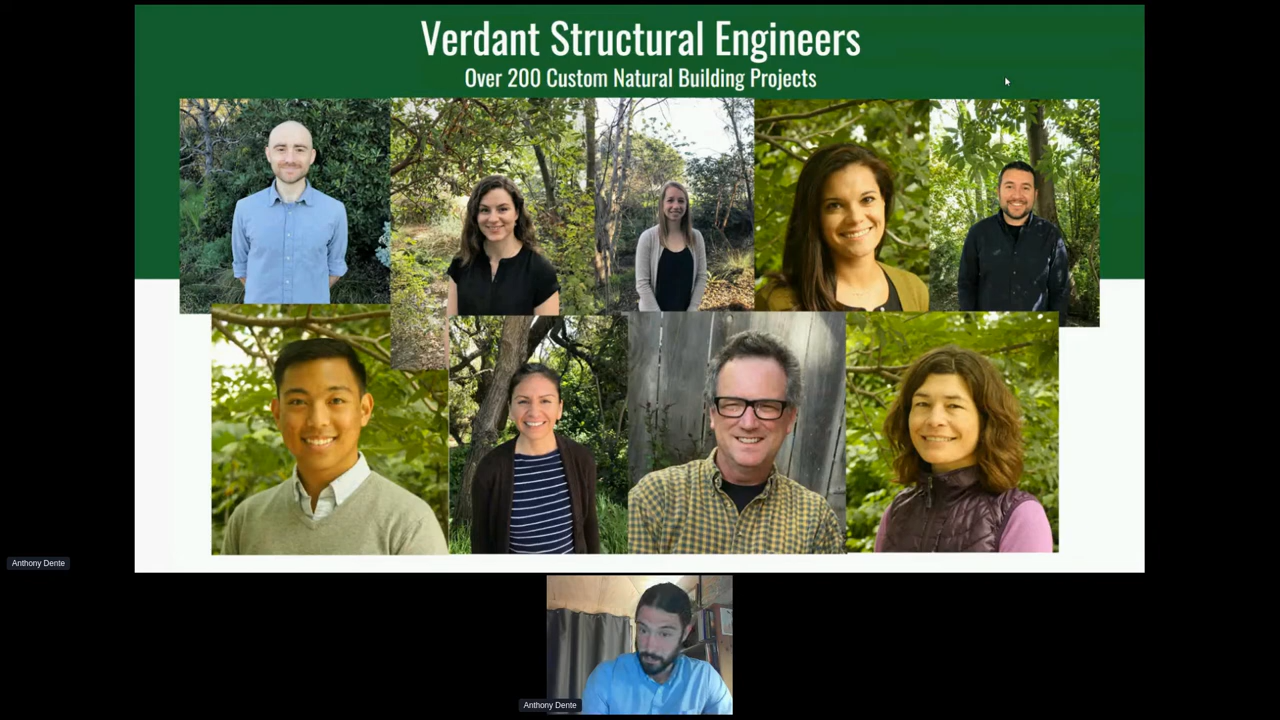 Verdant Structural Engineers
Over 200 Custom Natural Building Projects
Anthony Dente
Anthony Dente